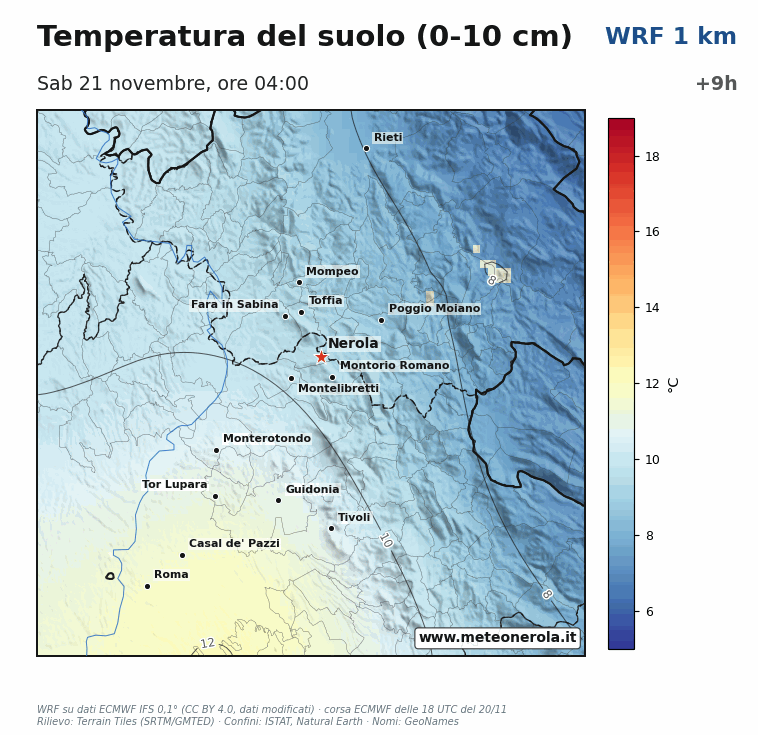 Temperatura del suolo (0-10 cm)
WRF 1 km
Sab 21 novembre, ore 04:00
+9h
Rieti
18
16
14
12
10
8
6
°C
8
Mompeo
Toffia
Fara in Sabina
Poggio Moiano
Nerola
Montorio Romano
Montelibretti
Monterotondo
Tor Lupara
Guidonia
Tivoli
10
Casal de' Pazzi
Roma
8
12
www.meteonerola.it
WRF su dati ECMWF IFS 0,1° (CC BY 4.0, dati modificati) · corsa ECMWF delle 18 UTC del 20/11
Rilievo: Terrain Tiles (SRTM/GMTED) · Confini: ISTAT, Natural Earth · Nomi: GeoNames